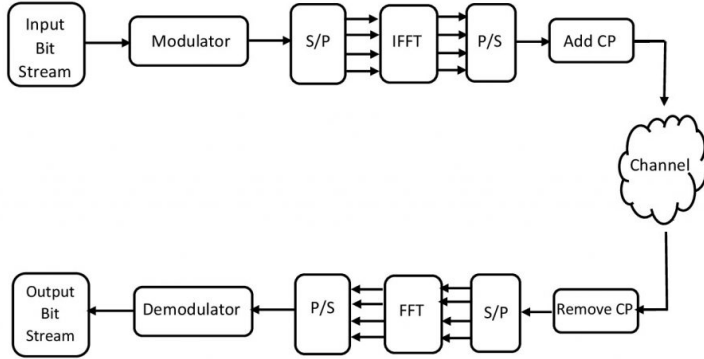 Input
Bit
Stream
Modulator
S/P
IFFT
P/S
Add CP
Channel
Output
Bit
Stream
Demodulator
P/S
FFT
S/P
Remove CP